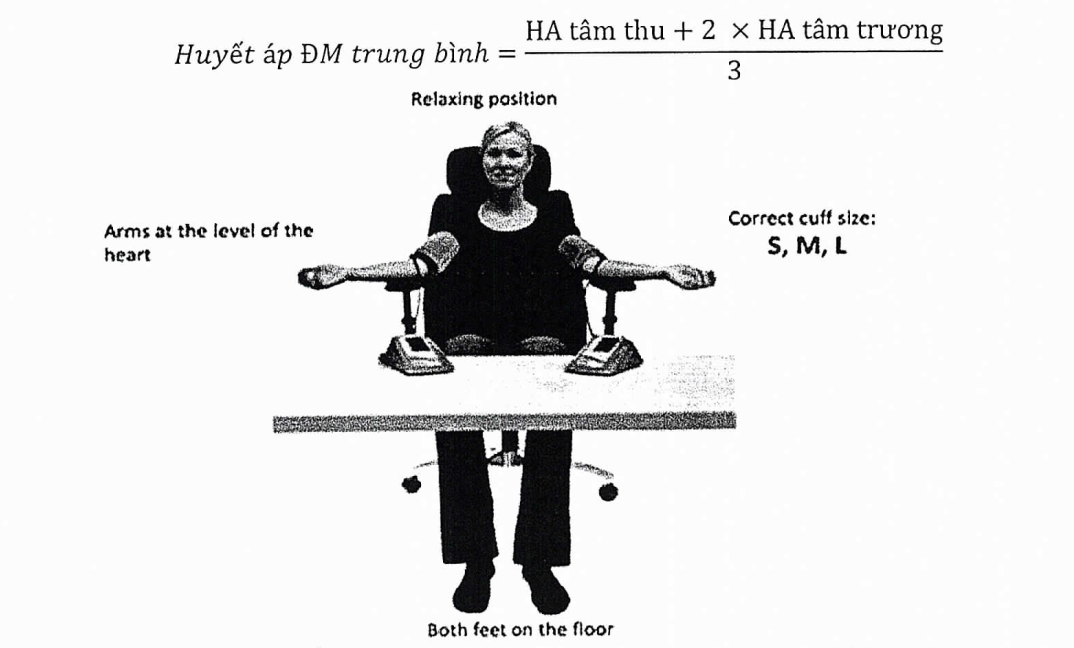 Huyết áp ĐM trung bình = (HA tâm thu + 2 × HA tâm trương) / 3
Relaxing position
Arms at the level of the
heart
Correct cuff size:
S, M, L
Both feet on the floor